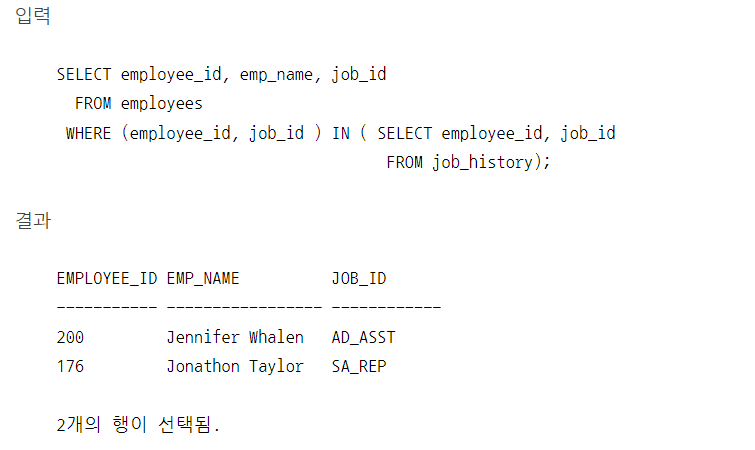 입력
SELECT employee_id, emp_name, job_id
FROM employees
WHERE (employee_id, job_id ) IN ( SELECT employee_id, job_id
FROM job_history);
결과
EMPLOYEE_ID EMP_NAME JOB_ID
----------- ----------------- ------------
200 Jennifer Whalen AD_ASST
176 Jonathon Taylor SA_REP
2개의 행이 선택됨.